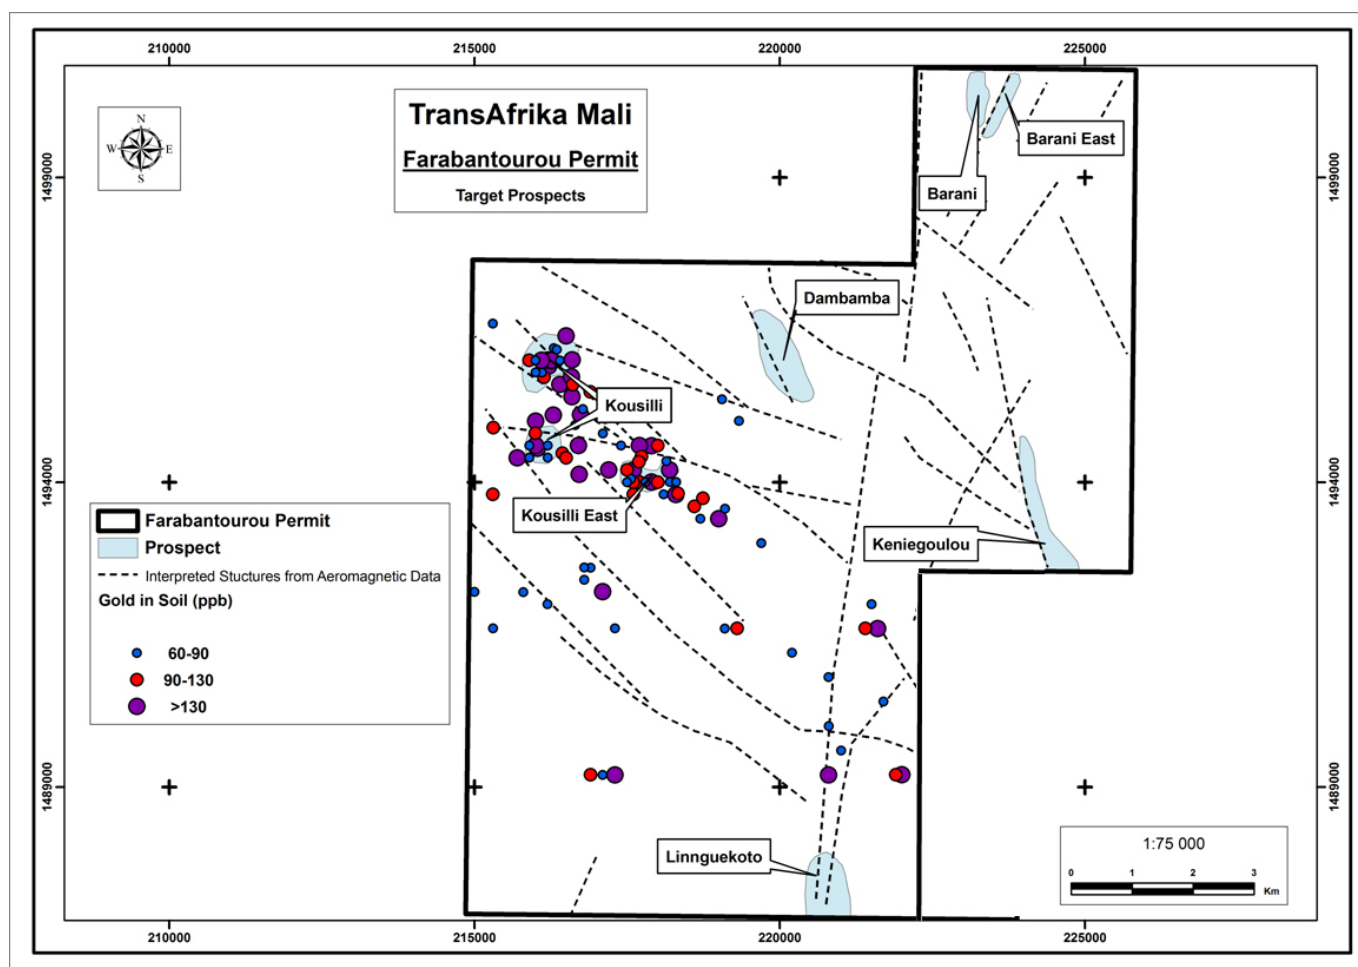 210000
215000
220000
225000
N
W
E
S
TransAfrika Mali
Farabantourou Permit
Target Prospects
Barani East
Barani
1499000
1499000
Dambamba
Kousilli
1494000
1494000
Kousilli East
Keniegoulou
Farabantourou Permit
Prospect
Interpreted Stuctures from Aeromagnetic Data
Gold in Soil (ppb)
60-90
90-130
>130
1489000
1489000
Linnguekoto
1:75 000
0 1 2 3
Km
210000
215000
220000
225000